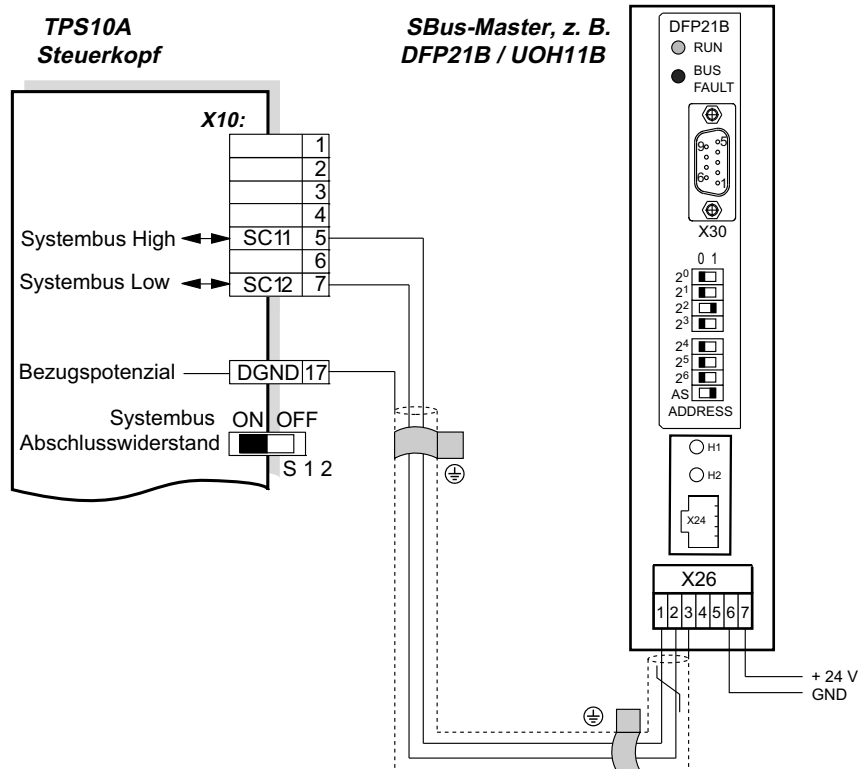 TPS10A
Steuerkopf
SBus-Master, z. B.
DFP21B / UOH11B
X10:
1
2
3
4
Systembus High SC11 5
6
Systembus Low SC12 7
Bezugspotenzial DGND 17
Systembus ON OFF
Abschlusswiderstand
S 1 2
DFP21B
RUN
BUS
FAULT
9 5
6 1
X30
0 1
2⁰
2¹
2²
2³
2⁴
2⁵
2⁶
AS
ADDRESS
H1
H2
X24
X26
1 2 3 4 5 6 7
+ 24 V
GND